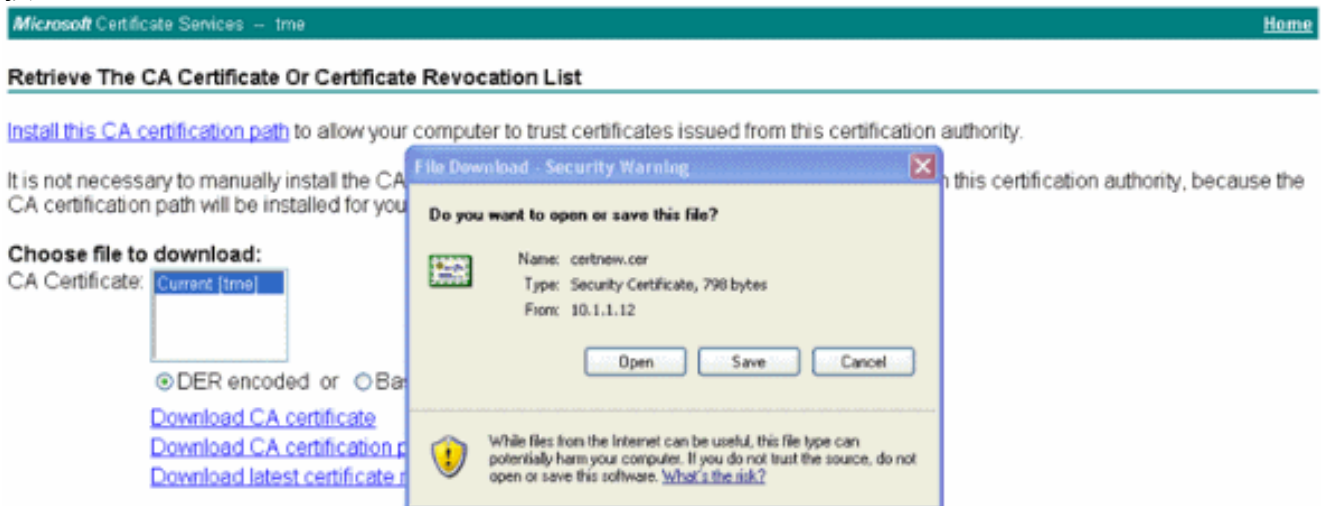 Microsoft Certificate Services -- tme
Home
Retrieve The CA Certificate Or Certificate Revocation List
Install this CA certification path to allow your computer to trust certificates issued from this certification authority.
It is not necessary to manually install the CA
this certification authority, because the
CA certification path will be installed for you
Choose file to download:
CA Certificate:
Current [tme]
DER encoded or
Download CA certificate
Download CA certification
Download latest certificate
File Download - Security Warning
Do you want to open or save this file?
Name: certnew.cer
Type: Security Certificate, 798 bytes
From: 10.1.1.12
Open
Save
Cancel
While files from the Internet can be useful, this file type can
potentially harm your computer. If you do not trust the source, do not
open or save this software. What's the risk?